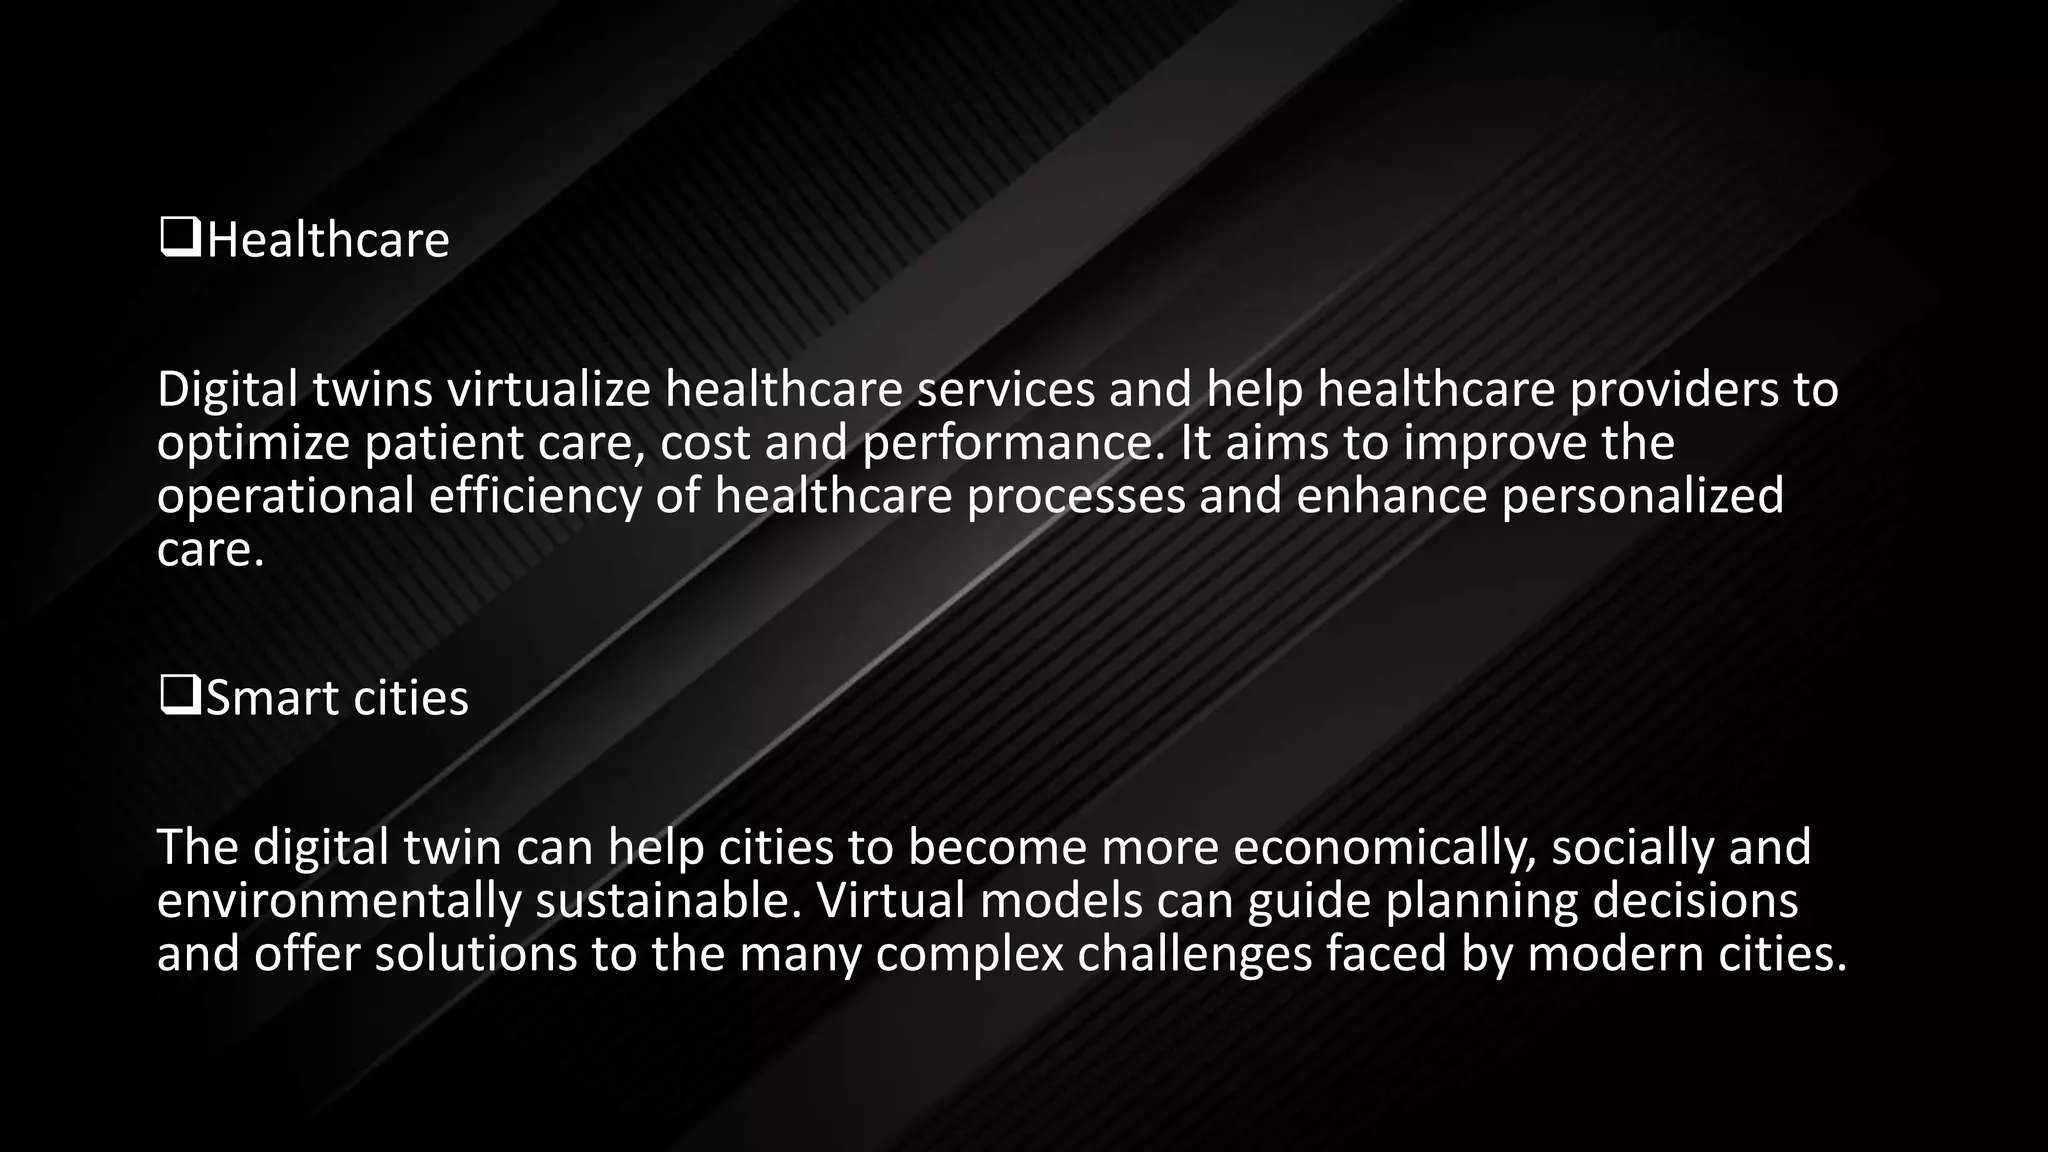 ❑Healthcare
Digital twins virtualize healthcare services and help healthcare providers to
optimize patient care, cost and performance. It aims to improve the
operational efficiency of healthcare processes and enhance personalized
care.
❑Smart cities
The digital twin can help cities to become more economically, socially and
environmentally sustainable. Virtual models can guide planning decisions
and offer solutions to the many complex challenges faced by modern cities.